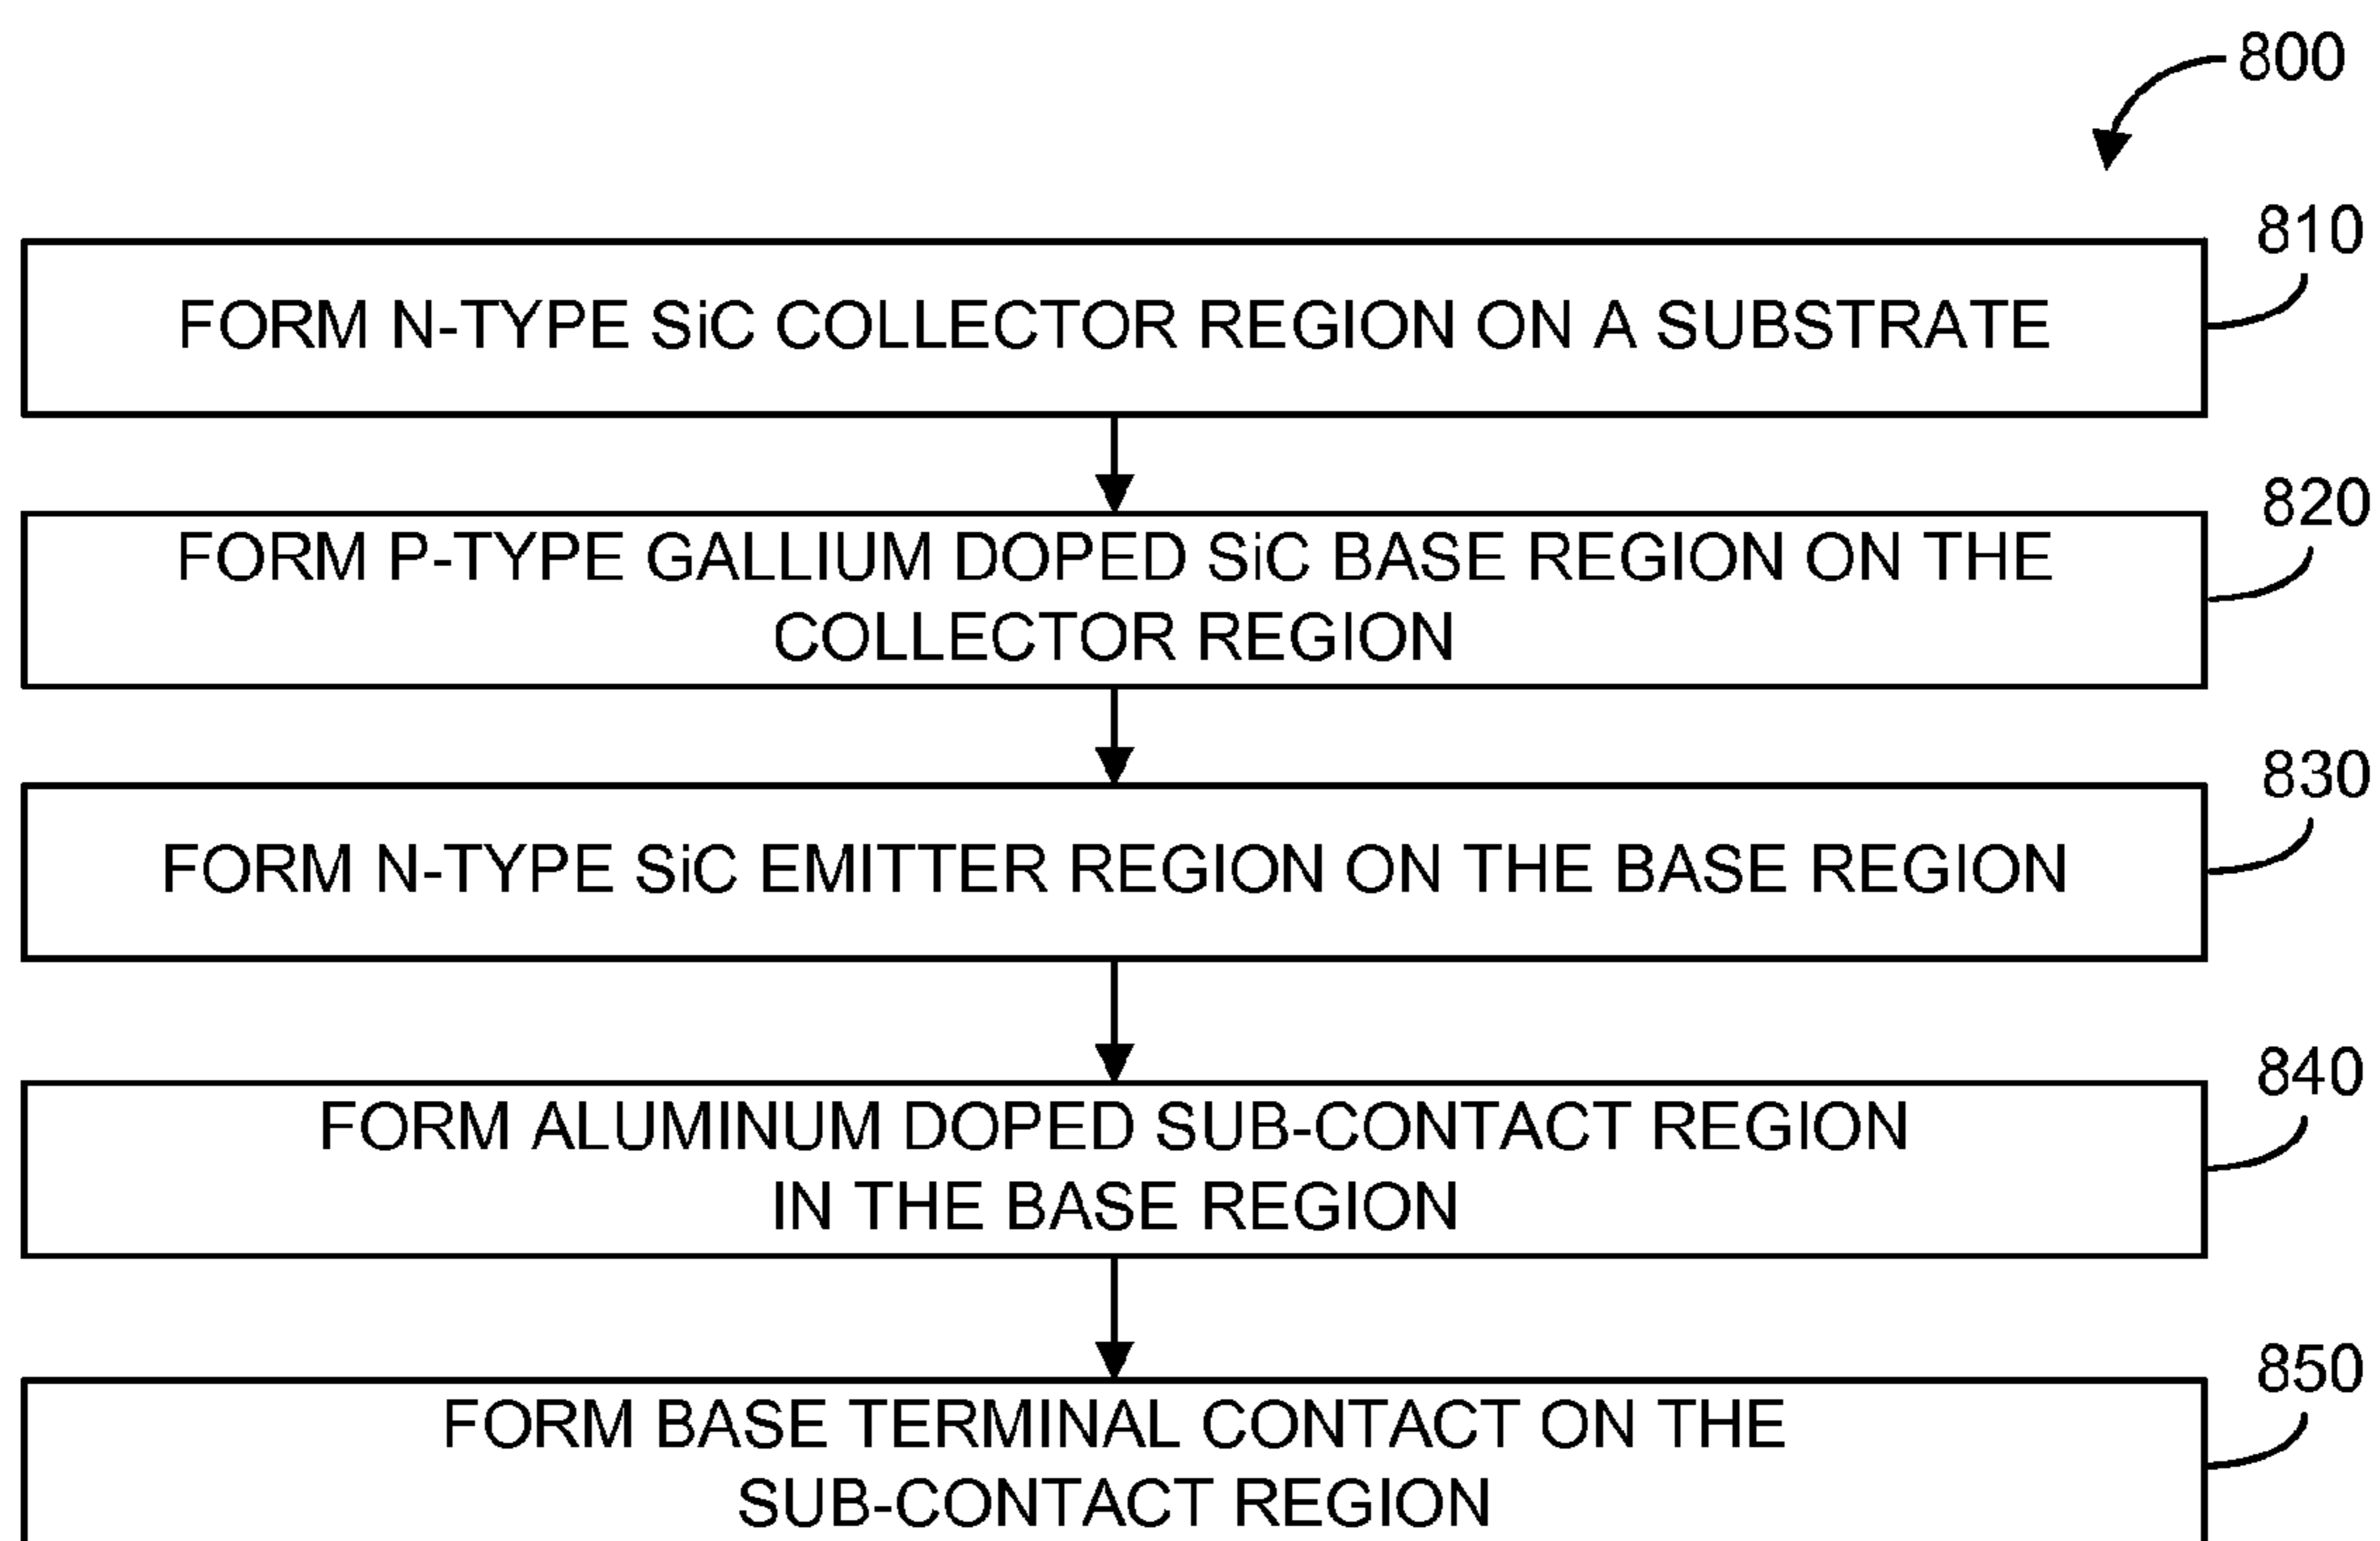 800
810
FORM N-TYPE SiC COLLECTOR REGION ON A SUBSTRATE
820
FORM P-TYPE GALLIUM DOPED SiC BASE REGION ON THE
COLLECTOR REGION
830
FORM N-TYPE SiC EMITTER REGION ON THE BASE REGION
840
FORM ALUMINUM DOPED SUB-CONTACT REGION
IN THE BASE REGION
850
FORM BASE TERMINAL CONTACT ON THE
SUB-CONTACT REGION